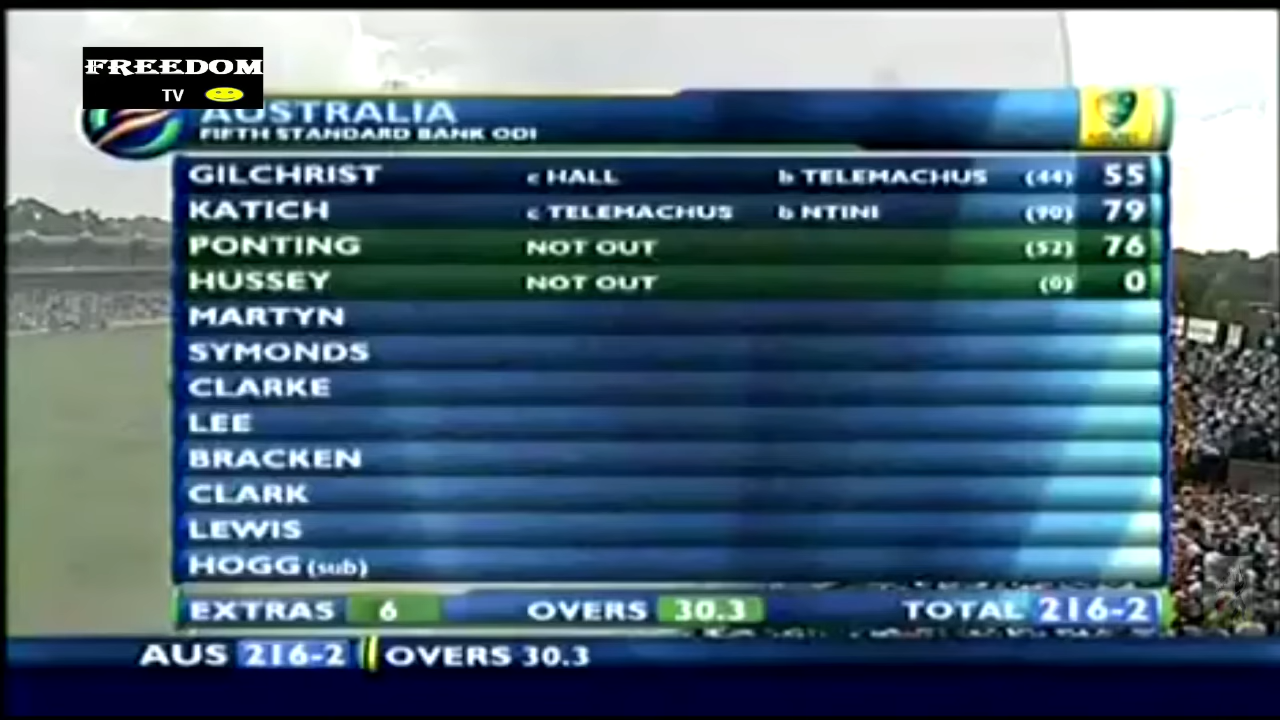 FREEDOM
TV
AUSTRALIA
FIFTH STANDARD BANK ODI
GILCHRIST c HALL b TELEMACHUS (44) 55
KATICH c TELEMACHUS b NTINI (90) 79
PONTING NOT OUT (52) 76
HUSSEY NOT OUT (0) 0
MARTYN
SYMONDS
CLARKE
LEE
BRACKEN
CLARK
LEWIS
HOGG (sub)
EXTRAS 6 OVERS 30.3 TOTAL 216-2
AUS 216-2 OVERS 30.3